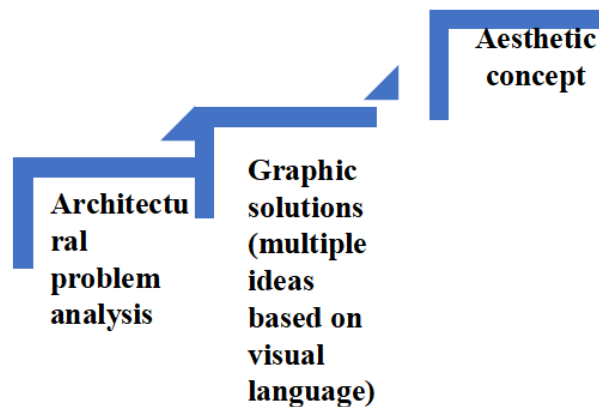 Architectu
ral
problem
analysis
Graphic
solutions
(multiple
ideas
based on
visual
language)
Aesthetic
concept